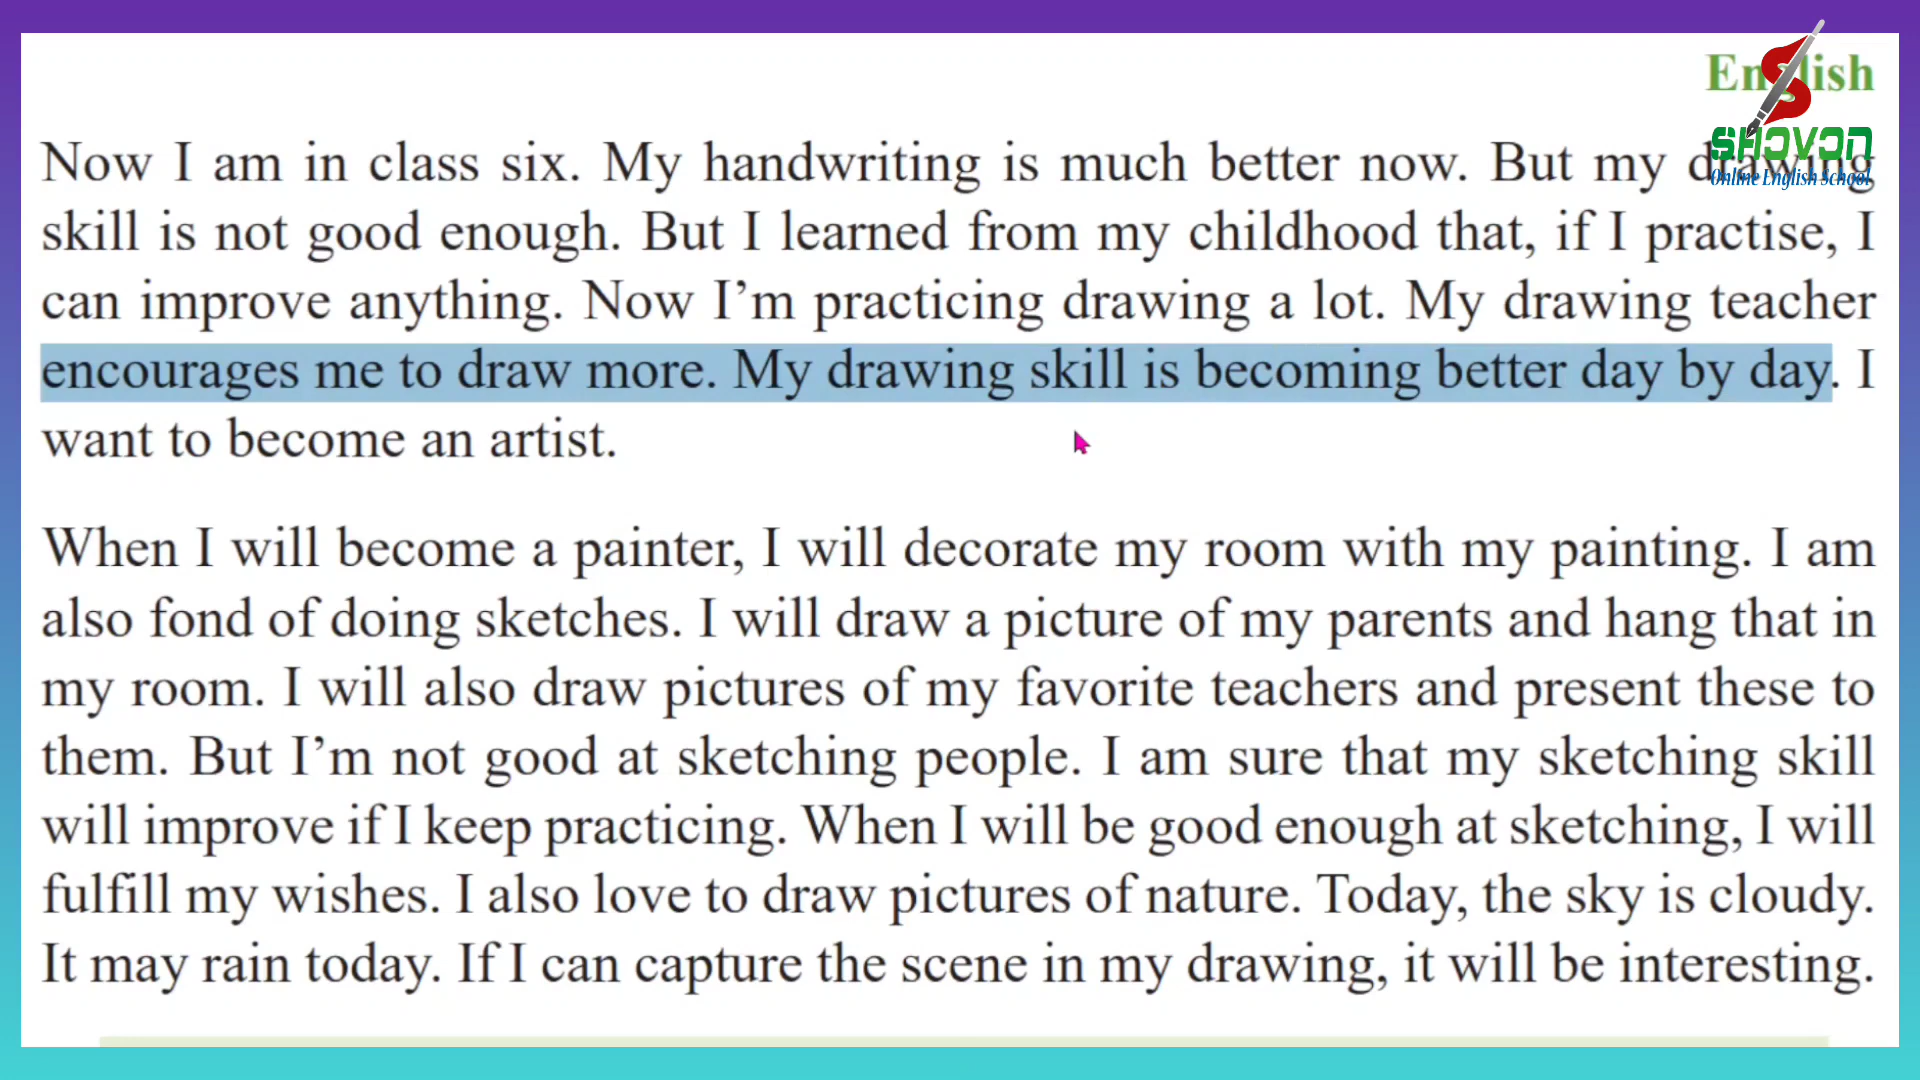 English
SHOVON
Online English School
Now I am in class six. My handwriting is much better now. But my drawing
skill is not good enough. But I learned from my childhood that, if I practise, I
can improve anything. Now I’m practicing drawing a lot. My drawing teacher
encourages me to draw more. My drawing skill is becoming better day by day. I
want to become an artist.
When I will become a painter, I will decorate my room with my painting. I am
also fond of doing sketches. I will draw a picture of my parents and hang that in
my room. I will also draw pictures of my favorite teachers and present these to
them. But I’m not good at sketching people. I am sure that my sketching skill
will improve if I keep practicing. When I will be good enough at sketching, I will
fulfill my wishes. I also love to draw pictures of nature. Today, the sky is cloudy.
It may rain today. If I can capture the scene in my drawing, it will be interesting.